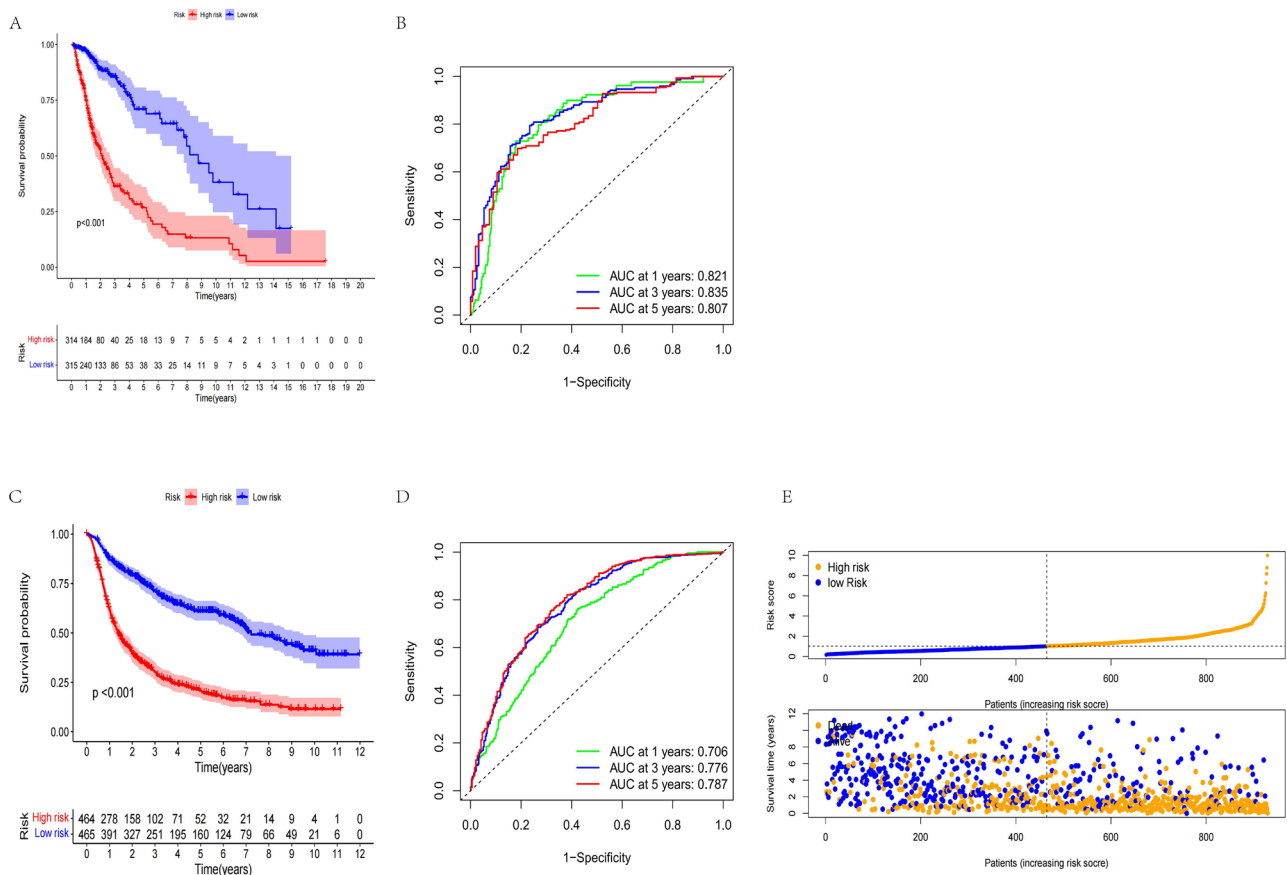 A
Risk High risk Low risk
Survival probability
1.00
0.75
0.50
0.25
0.00
p<0.001
0 1 2 3 4 5 6 7 8 9 10 11 12 13 14 15 16 17 18 19 20
Time(years)
Risk
High risk 314 184 80 40 25 18 13 9 7 5 5 4 2 1 1 1 1 1 0 0 0
Low risk 315 240 133 86 53 38 33 25 14 11 9 7 5 4 3 1 0 0 0 0 0
0 1 2 3 4 5 6 7 8 9 10 11 12 13 14 15 16 17 18 19 20
Time(years)
B
Sensitivity
1.0
0.8
0.6
0.4
0.2
0.0
AUC at 1 years: 0.821
AUC at 3 years: 0.835
AUC at 5 years: 0.807
0.0 0.2 0.4 0.6 0.8 1.0
1−Specificity
C
Risk High risk Low risk
Survival probability
1.00
0.75
0.50
0.25
0.00
p <0.001
0 1 2 3 4 5 6 7 8 9 10 11 12
Time(years)
Risk
High risk 464 278 158 102 71 52 32 21 14 9 4 1 0
Low risk 465 391 327 251 195 160 124 79 66 49 21 6 0
0 1 2 3 4 5 6 7 8 9 10 11 12
Time(years)
D
Sensitivity
1.0
0.8
0.6
0.4
0.2
0.0
AUC at 1 years: 0.706
AUC at 3 years: 0.776
AUC at 5 years: 0.787
0.0 0.2 0.4 0.6 0.8 1.0
1−Specificity
E
Risk score
10
8
6
4
2
0
High risk
low Risk
0 200 400 600 800
Patients (increasing risk socre)
Survival time (years)
12
10
8
6
4
2
0
Dead
Alive
0 200 400 600 800
Patients (increasing risk socre)